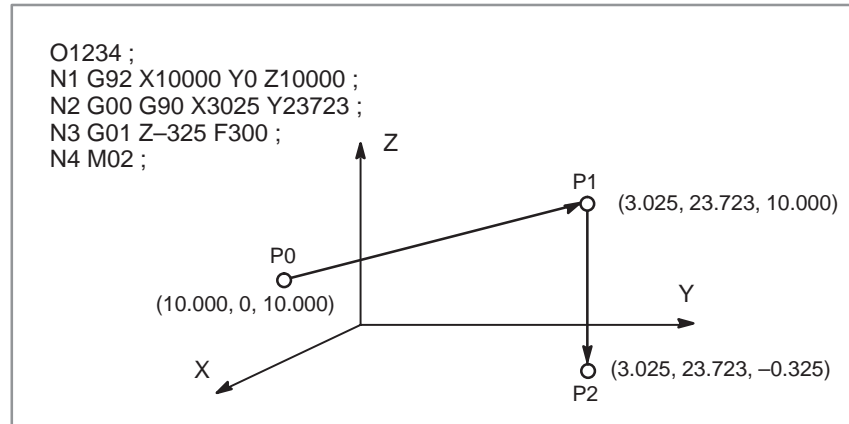 O1234 ;
N1 G92 X10000 Y0 Z10000 ;
N2 G00 G90 X3025 Y23723 ;
N3 G01 Z–325 F300 ;
N4 M02 ;
Z
P1
(3.025, 23.723, 10.000)
P0
(10.000, 0, 10.000)
Y
X
(3.025, 23.723, –0.325)
P2